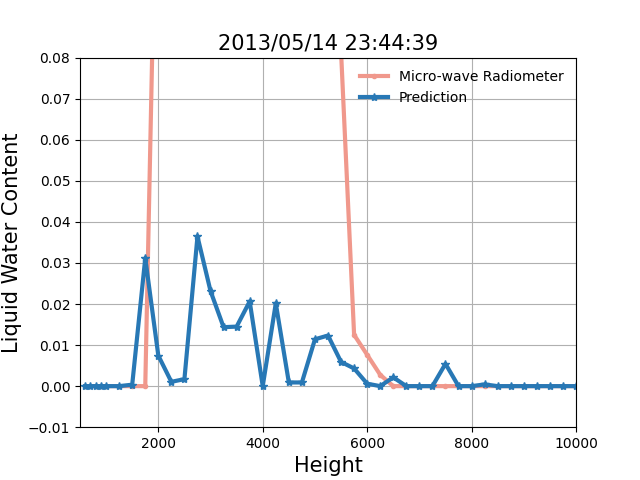 2013/05/14 23:44:39
Micro-wave Radiometer
Prediction
Liquid Water Content
0.08
0.07
0.06
0.05
0.04
0.03
0.02
0.01
0.00
−0.01
2000 4000 6000 8000 10000
Height